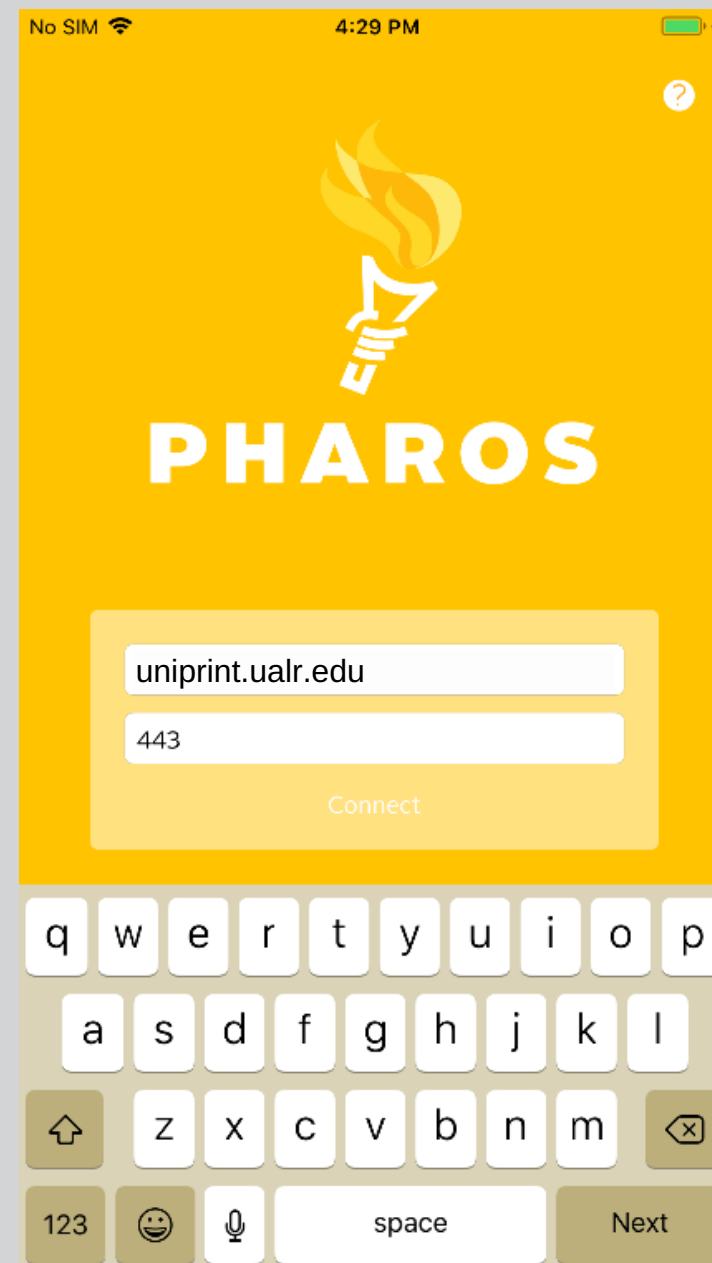 No SIM 4:29 PM
?
PHAROS
uniprint.ualr.edu
443
Connect
q w e r t y u i o p
a s d f g h j k l
z x c v b n m
123 space Next